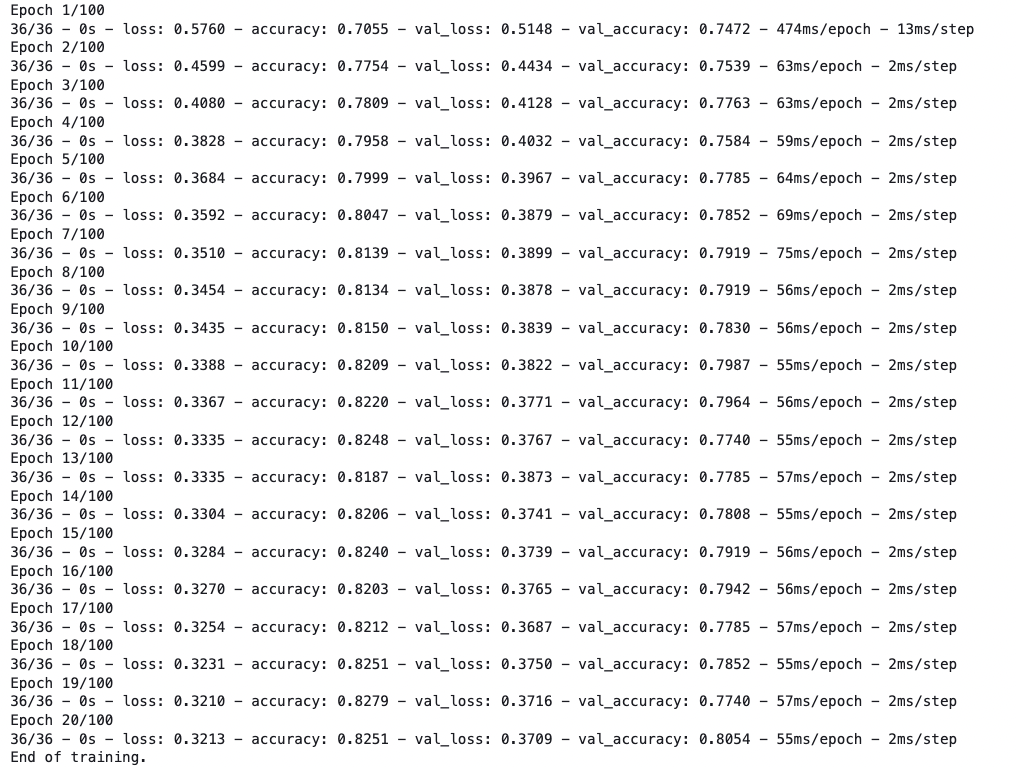 Epoch 1/100
36/36 – 0s – loss: 0.5760 – accuracy: 0.7055 – val_loss: 0.5148 – val_accuracy: 0.7472 – 474ms/epoch – 13ms/step
Epoch 2/100
36/36 – 0s – loss: 0.4599 – accuracy: 0.7754 – val_loss: 0.4434 – val_accuracy: 0.7539 – 63ms/epoch – 2ms/step
Epoch 3/100
36/36 – 0s – loss: 0.4080 – accuracy: 0.7809 – val_loss: 0.4128 – val_accuracy: 0.7763 – 63ms/epoch – 2ms/step
Epoch 4/100
36/36 – 0s – loss: 0.3828 – accuracy: 0.7958 – val_loss: 0.4032 – val_accuracy: 0.7584 – 59ms/epoch – 2ms/step
Epoch 5/100
36/36 – 0s – loss: 0.3684 – accuracy: 0.7999 – val_loss: 0.3967 – val_accuracy: 0.7785 – 64ms/epoch – 2ms/step
Epoch 6/100
36/36 – 0s – loss: 0.3592 – accuracy: 0.8047 – val_loss: 0.3879 – val_accuracy: 0.7852 – 69ms/epoch – 2ms/step
Epoch 7/100
36/36 – 0s – loss: 0.3510 – accuracy: 0.8139 – val_loss: 0.3899 – val_accuracy: 0.7919 – 75ms/epoch – 2ms/step
Epoch 8/100
36/36 – 0s – loss: 0.3454 – accuracy: 0.8134 – val_loss: 0.3878 – val_accuracy: 0.7919 – 56ms/epoch – 2ms/step
Epoch 9/100
36/36 – 0s – loss: 0.3435 – accuracy: 0.8150 – val_loss: 0.3839 – val_accuracy: 0.7830 – 56ms/epoch – 2ms/step
Epoch 10/100
36/36 – 0s – loss: 0.3388 – accuracy: 0.8209 – val_loss: 0.3822 – val_accuracy: 0.7987 – 55ms/epoch – 2ms/step
Epoch 11/100
36/36 – 0s – loss: 0.3367 – accuracy: 0.8220 – val_loss: 0.3771 – val_accuracy: 0.7964 – 56ms/epoch – 2ms/step
Epoch 12/100
36/36 – 0s – loss: 0.3335 – accuracy: 0.8248 – val_loss: 0.3767 – val_accuracy: 0.7740 – 55ms/epoch – 2ms/step
Epoch 13/100
36/36 – 0s – loss: 0.3335 – accuracy: 0.8187 – val_loss: 0.3873 – val_accuracy: 0.7785 – 57ms/epoch – 2ms/step
Epoch 14/100
36/36 – 0s – loss: 0.3304 – accuracy: 0.8206 – val_loss: 0.3741 – val_accuracy: 0.7808 – 55ms/epoch – 2ms/step
Epoch 15/100
36/36 – 0s – loss: 0.3284 – accuracy: 0.8240 – val_loss: 0.3739 – val_accuracy: 0.7919 – 56ms/epoch – 2ms/step
Epoch 16/100
36/36 – 0s – loss: 0.3270 – accuracy: 0.8203 – val_loss: 0.3765 – val_accuracy: 0.7942 – 56ms/epoch – 2ms/step
Epoch 17/100
36/36 – 0s – loss: 0.3254 – accuracy: 0.8212 – val_loss: 0.3687 – val_accuracy: 0.7785 – 57ms/epoch – 2ms/step
Epoch 18/100
36/36 – 0s – loss: 0.3231 – accuracy: 0.8251 – val_loss: 0.3750 – val_accuracy: 0.7852 – 55ms/epoch – 2ms/step
Epoch 19/100
36/36 – 0s – loss: 0.3210 – accuracy: 0.8279 – val_loss: 0.3716 – val_accuracy: 0.7740 – 57ms/epoch – 2ms/step
Epoch 20/100
36/36 – 0s – loss: 0.3213 – accuracy: 0.8251 – val_loss: 0.3709 – val_accuracy: 0.8054 – 55ms/epoch – 2ms/step
End of training.